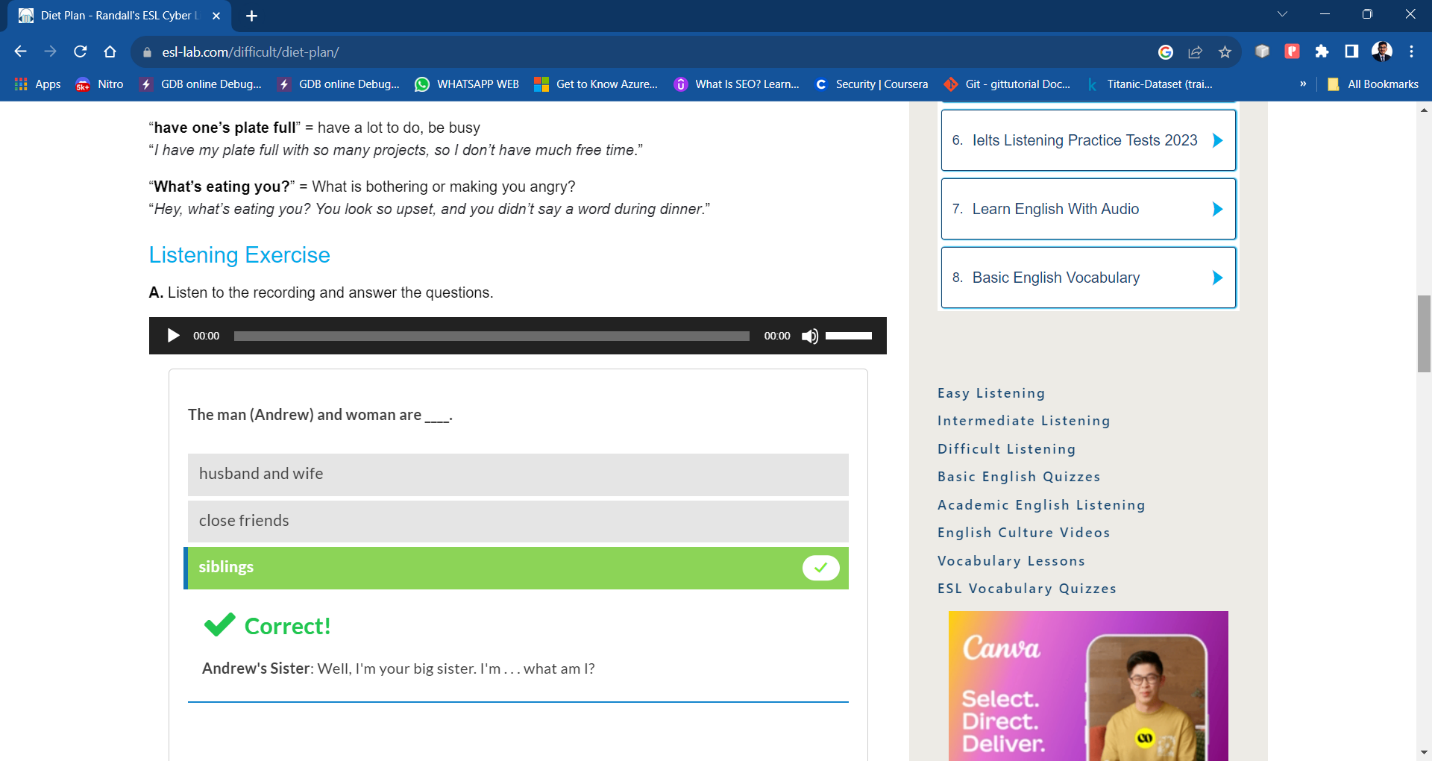 Diet Plan - Randall's ESL Cyber L
esl-lab.com/difficult/diet-plan/
Apps
5k+
Nitro
GDB online Debug...
GDB online Debug...
WHATSAPP WEB
Get to Know Azure...
What Is SEO? Learn...
Security | Coursera
Git - gittutorial Doc...
Titanic-Dataset (trai...
»
All Bookmarks
“have one’s plate full” = have a lot to do, be busy
“I have my plate full with so many projects, so I don’t have much free time.”
“What’s eating you?” = What is bothering or making you angry?
“Hey, what’s eating you? You look so upset, and you didn’t say a word during dinner.”
Listening Exercise
A. Listen to the recording and answer the questions.
00:00
00:00
The man (Andrew) and woman are ____.
husband and wife
close friends
siblings
Correct!
Andrew's Sister: Well, I'm your big sister. I'm . . . what am I?
6. Ielts Listening Practice Tests 2023
7. Learn English With Audio
8. Basic English Vocabulary
Easy Listening
Intermediate Listening
Difficult Listening
Basic English Quizzes
Academic English Listening
English Culture Videos
Vocabulary Lessons
ESL Vocabulary Quizzes
Canva
Select.
Direct.
Deliver.